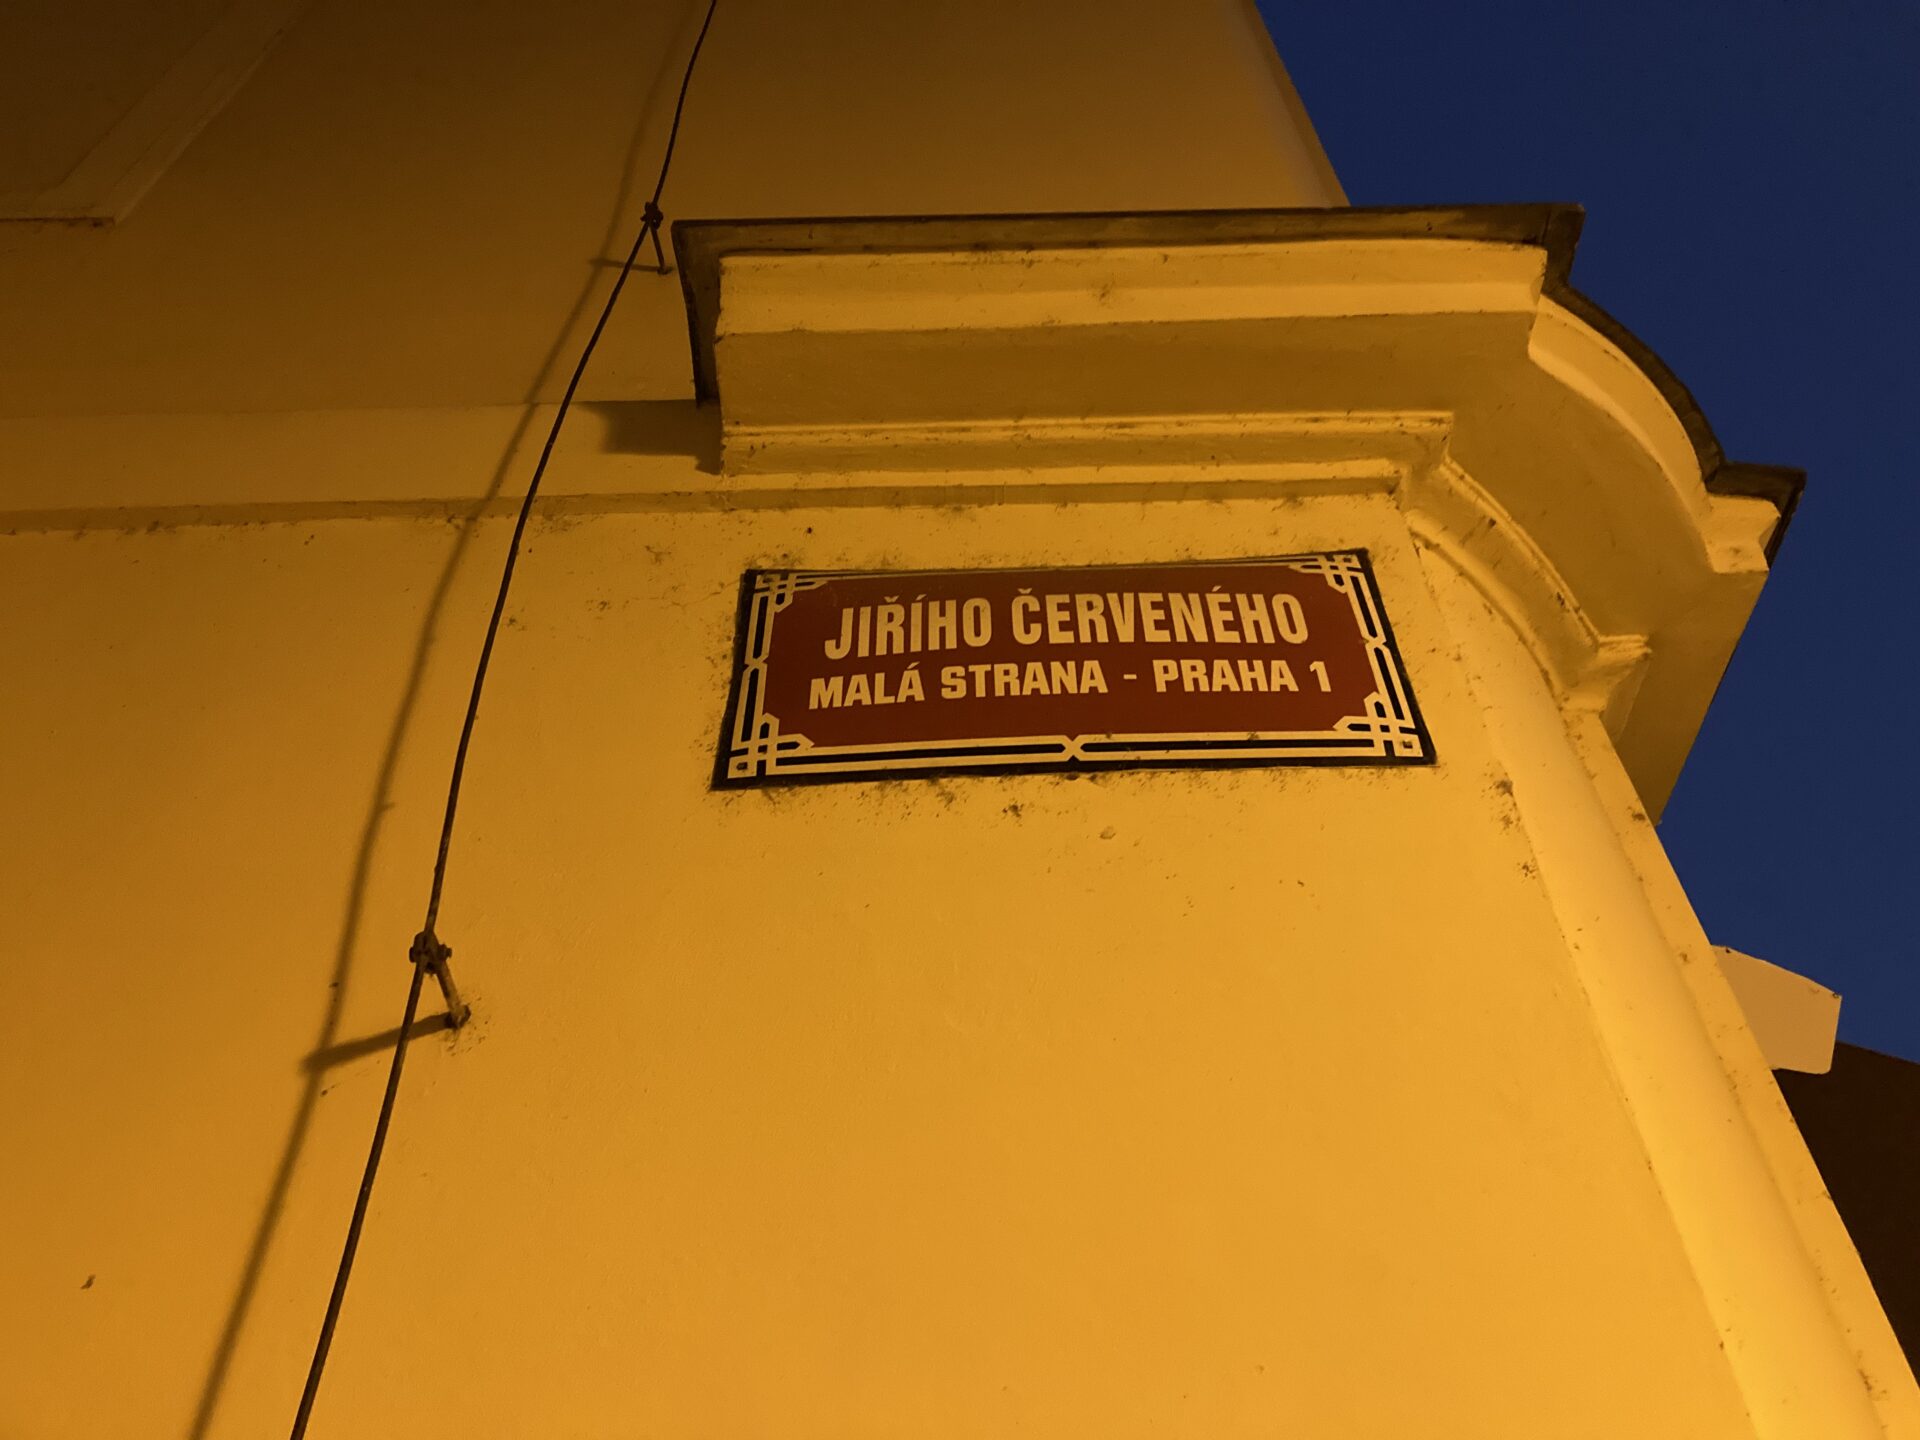 JIŘÍHO ČERVENÉHO
MALÁ STRANA - PRAHA 1